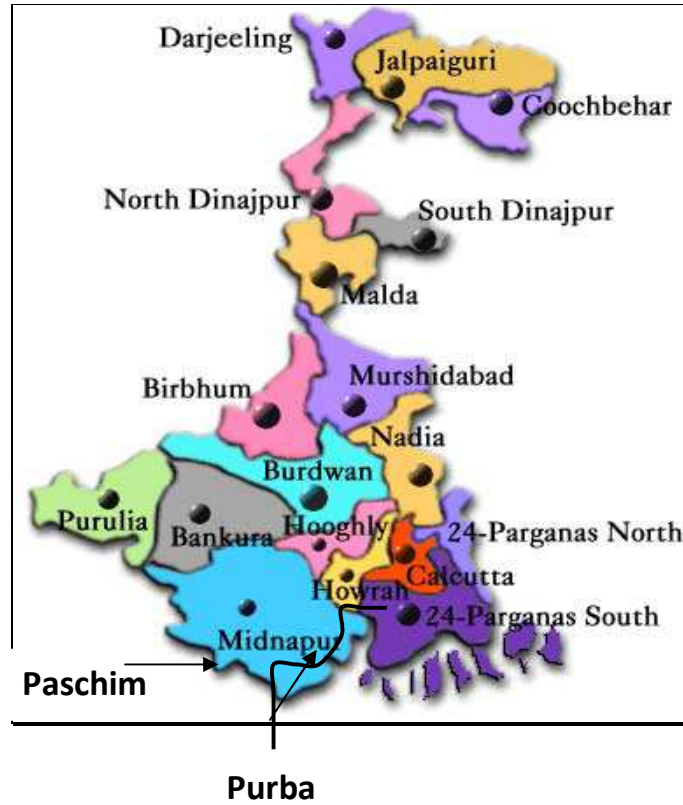 Darjeeling
Jalpaiguri
Coochbehar
North Dinajpur
South Dinajpur
Malda
Birbhum
Murshidabad
Nadia
Burdwan
Purulia
Bankura
Hooghly
24-Parganas North
Calcutta
Howrah
24-Parganas South
Midnapur
Paschim
Purba